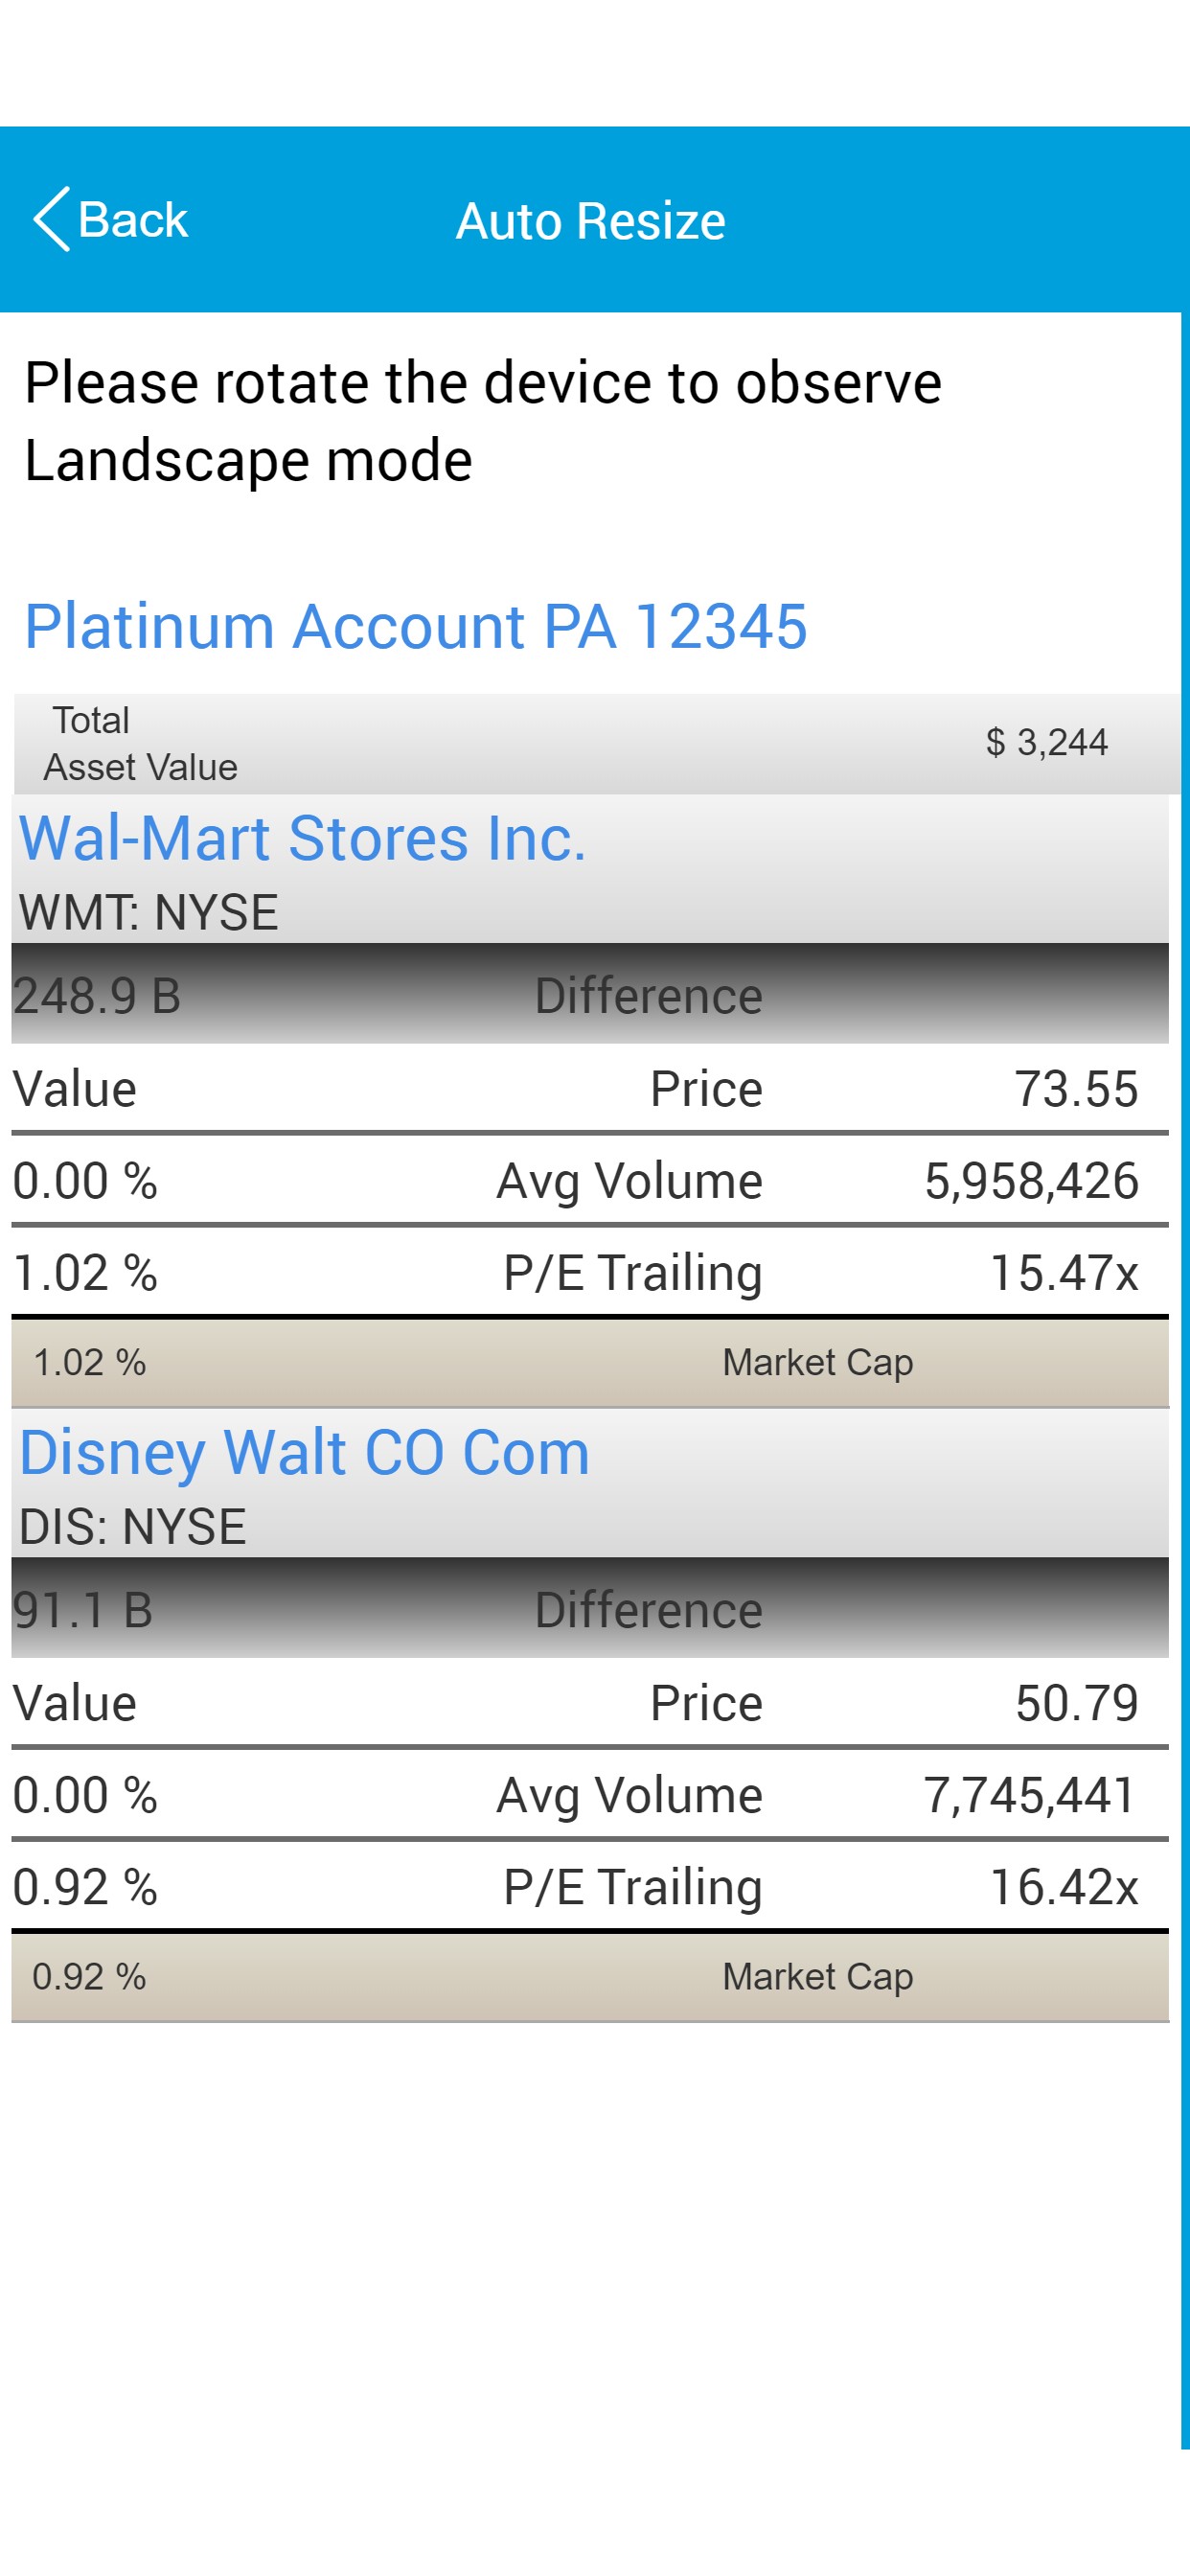 Back
Auto Resize
Please rotate the device to observe
Landscape mode
Platinum Account PA 12345
Total
Asset Value
$ 3,244
Wal-Mart Stores Inc.
WMT: NYSE
248.9 B Difference
Value Price 73.55
0.00 % Avg Volume 5,958,426
1.02 % P/E Trailing 15.47x
1.02 % Market Cap
Disney Walt CO Com
DIS: NYSE
91.1 B Difference
Value Price 50.79
0.00 % Avg Volume 7,745,441
0.92 % P/E Trailing 16.42x
0.92 % Market Cap